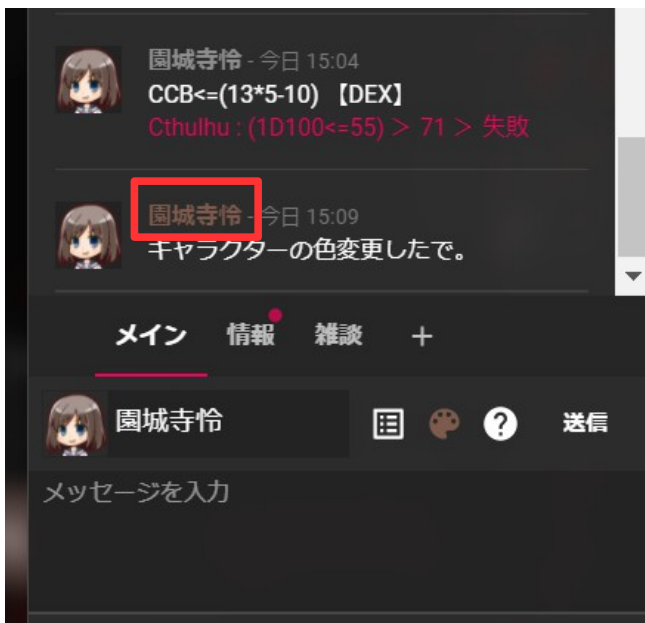 園城寺怜 - 今日 15:04
CCB<=(13*5-10) 【DEX】
Cthulhu : (1D100<=55) > 71 > 失敗
園城寺怜 - 今日 15:09
キャラクターの色変更したで。
メイン 情報 雑談 +
園城寺怜 ? 送信
メッセージを入力